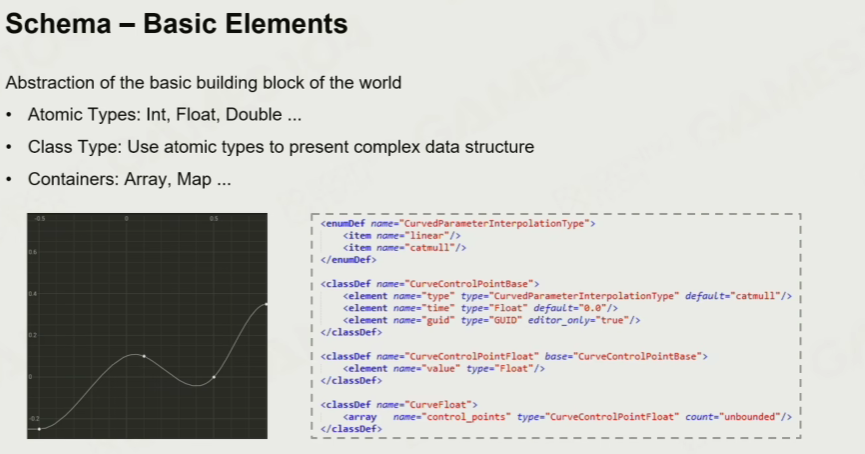 Schema – Basic Elements
Abstraction of the basic building block of the world
• Atomic Types: Int, Float, Double ...
• Class Type: Use atomic types to present complex data structure
• Containers: Array, Map ...
-0.5 0 0.5
0.6
0.4
0.2
0
-0.2
<enumDef name="CurvedParameterInterpolationType">
<item name="linear"/>
<item name="catmull"/>
</enumDef>
<classDef name="CurveControlPointBase">
<element name="type" type="CurvedParameterInterpolationType" default="catmull"/>
<element name="time" type="Float" default="0.0"/>
<element name="guid" type="GUID" editor_only="true"/>
</classDef>
<classDef name="CurveControlPointFloat" base="CurveControlPointBase">
<element name="value" type="Float"/>
</classDef>
<classDef name="CurveFloat">
<array name="control_points" type="CurveControlPointFloat" count="unbounded"/>
</classDef>
GAMES104